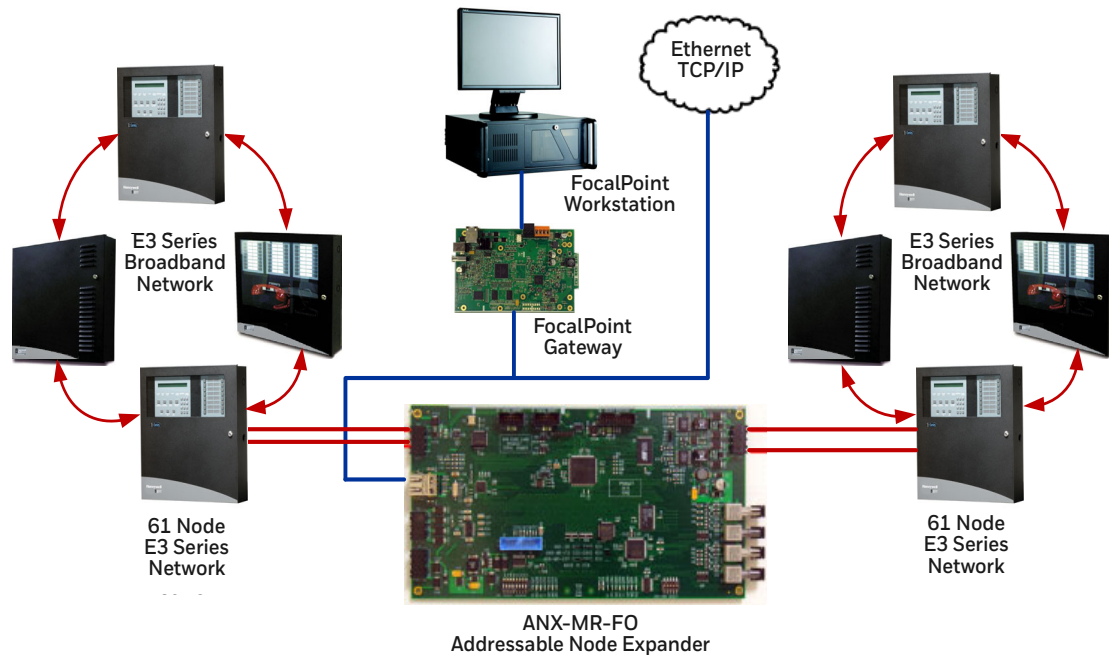 Ethernet
TCP/IP
FocalPoint
Workstation
E3 Series
Broadband
Network
E3 Series
Broadband
Network
FocalPoint
Gateway
61 Node
E3 Series
Network
61 Node
E3 Series
Network
ANX-MR-FO
Addressable Node Expander